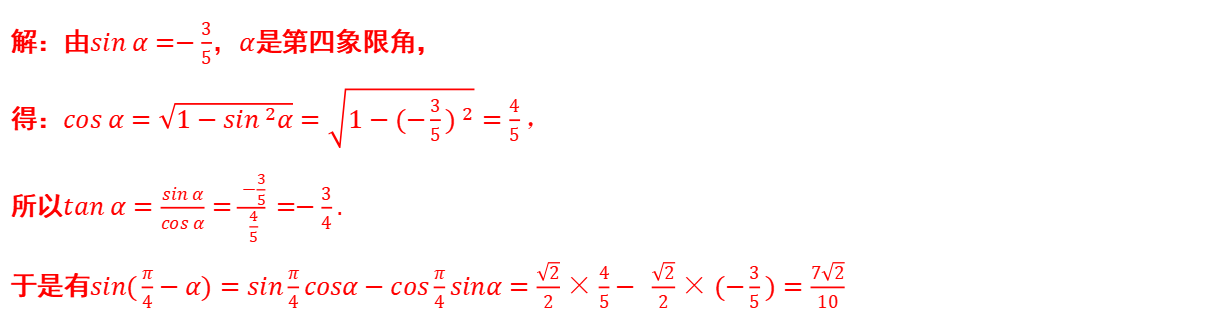 解：由sin α =− 3/5，α是第四象限角，
得：cos α = √(1 − sin ²α) = √(1 − (− 3/5) ²) = 4/5 ，
所以tan α = sin α/cos α = (−3/5)/(4/5) =− 3/4 .
于是有sin(π/4 − α) = sin π/4 cosα − cos π/4 sinα = √2/2 × 4/5 − √2/2 × (− 3/5) = 7√2/10